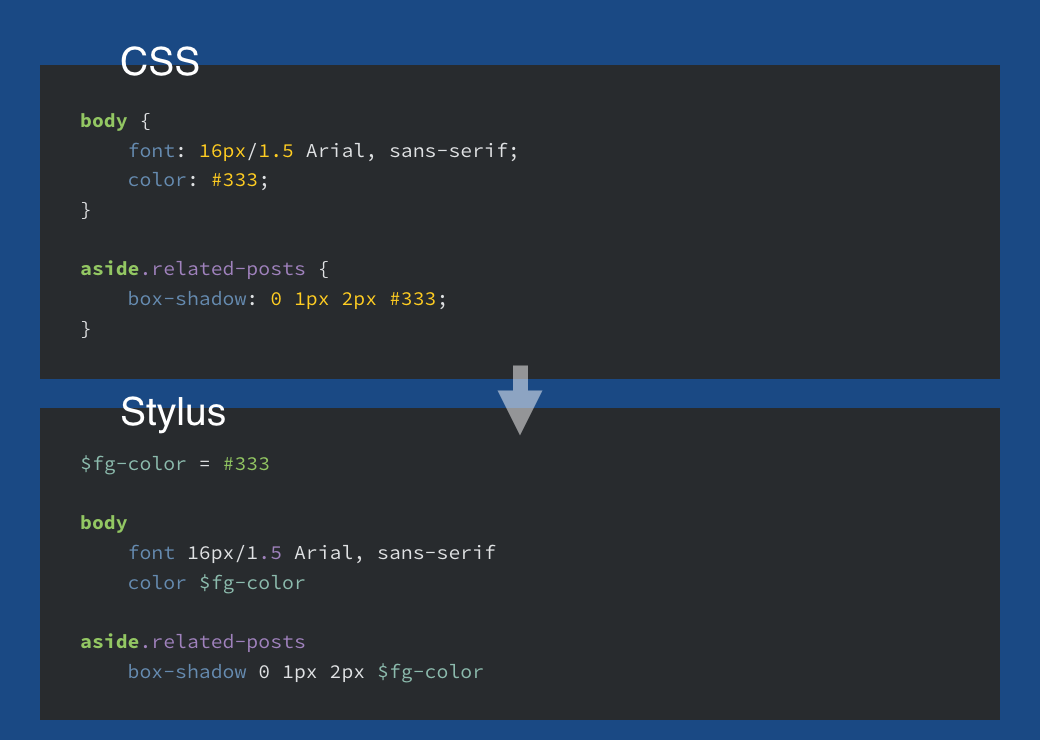 CSS
body {
    font: 16px/1.5 Arial, sans-serif;
    color: #333;
}
aside.related-posts {
    box-shadow: 0 1px 2px #333;
}
Stylus
$fg-color = #333
body
    font 16px/1.5 Arial, sans-serif
    color $fg-color
aside.related-posts
    box-shadow 0 1px 2px $fg-color